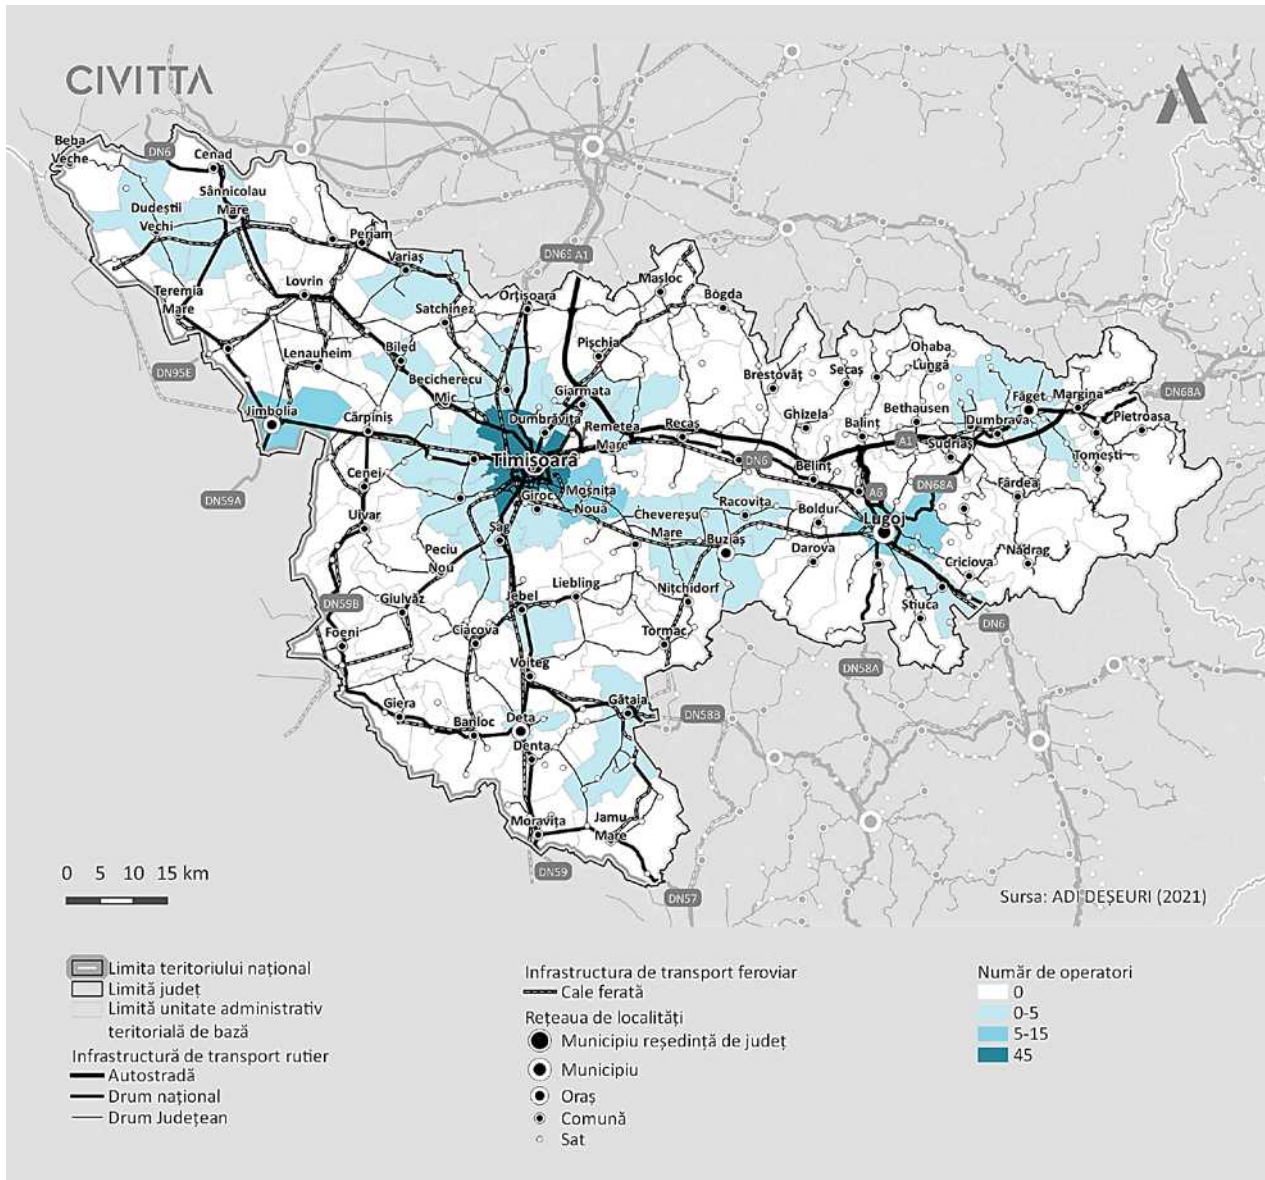 CIVITTA
Beba
Veche
DN6
Cenad
Sânnicolau
Mare
Dudeștii
Vechi
Periam
Variaș
DN69
A1
Mașloc
Bogda
Teremia
Mare
Lovrin
Satchinez
Orțișoara
Pișchia
Lenauheim
Biled
Becicherecu
Mic
Giarmata
Brestovăț
Secaș
Ohaba
Lungă
DN95E
DN68A
Jimbolia
Cărpiniș
Dumbrăvița
Remetea
Mare
Recaș
Ghizela
Balinț
Bethausen
Făget
Margina
Dumbrava
Pietroasa
Timișoara
A1
Sudriaș
Tomești
DN6
Belinț
DN68A
Cenei
DN59A
Giroc
Moșnița
Nouă
Racovița
A6
Fârdea
Uivar
Șag
Chevereșu
Mare
Boldur
Lugoj
Peciu
Nou
Buziaș
Darova
Criciova
Nădrag
Liebling
Nițchidorf
DN59B
Giulvăz
Jebel
Știuca
Foeni
Ciacova
Tormac
DN6
Voiteg
DN58A
Giera
Banloc
Deta
Gătaia
DN58B
Denta
Moravița
Jamu
Mare
DN59
DN57
0 5 10 15 km
Sursa: ADI DEȘEURI (2021)
Limita teritoriului național
Limită județ
Limită unitate administrativ
teritorială de bază
Infrastructură de transport rutier
Autostradă
Drum național
Drum Județean
Infrastructura de transport feroviar
Cale ferată
Rețeaua de localități
Municipiu reședință de județ
Municipiu
Oraș
Comună
Sat
Număr de operatori
0
0-5
5-15
45